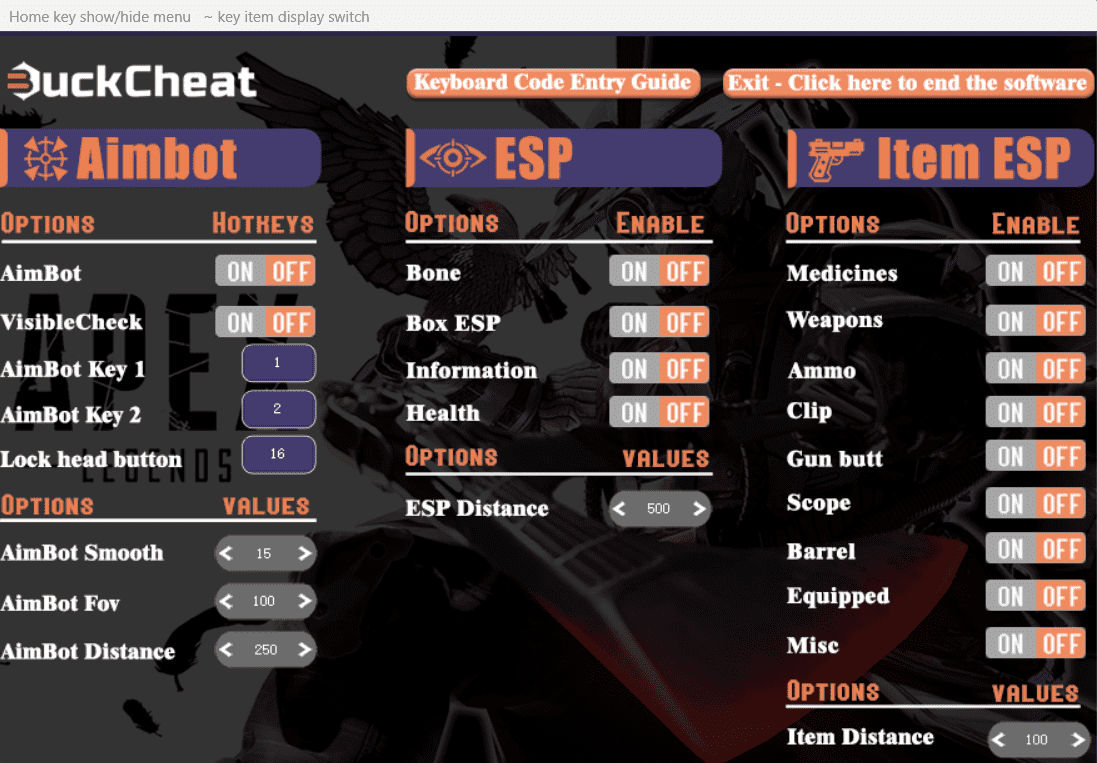 Home key show/hide menu ~ key item display switch
DuckCheat
Keyboard Code Entry Guide
Exit - Click here to end the software
Aimbot
OPTIONS HOTKEYS
AimBot ON OFF
VisibleCheck ON OFF
AimBot Key 1 1
AimBot Key 2 2
Lock head button 16
OPTIONS VALUES
AimBot Smooth < 15 >
AimBot Fov < 100 >
AimBot Distance < 250 >
APEX
LEGENDS
ESP
OPTIONS ENABLE
Bone ON OFF
Box ESP ON OFF
Information ON OFF
Health ON OFF
OPTIONS VALUES
ESP Distance < 500 >
Item ESP
OPTIONS ENABLE
Medicines ON OFF
Weapons ON OFF
Ammo ON OFF
Clip ON OFF
Gun butt ON OFF
Scope ON OFF
Barrel ON OFF
Equipped ON OFF
Misc ON OFF
OPTIONS VALUES
Item Distance < 100 >